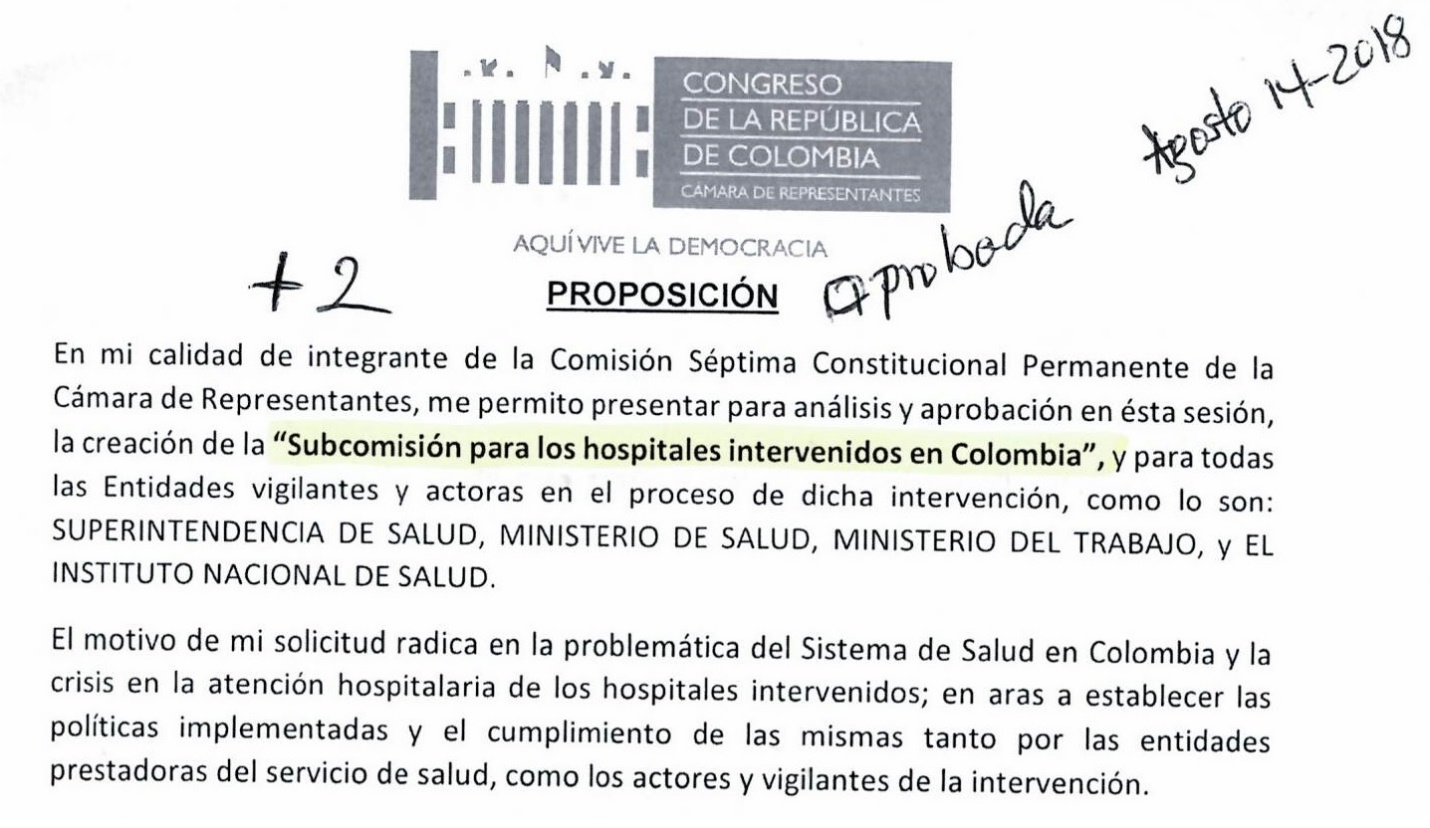 Agosto 14-2018
CONGRESO
DE LA REPÚBLICA
DE COLOMBIA
CÁMARA DE REPRESENTANTES
AQUÍ VIVE LA DEMOCRACIA
aprobada
+2
PROPOSICIÓN
En mi calidad de integrante de la Comisión Séptima Constitucional Permanente de la
Cámara de Representantes, me permito presentar para análisis y aprobación en ésta sesión,
la creación de la “Subcomisión para los hospitales intervenidos en Colombia”, y para todas
las Entidades vigilantes y actoras en el proceso de dicha intervención, como lo son:
SUPERINTENDENCIA DE SALUD, MINISTERIO DE SALUD, MINISTERIO DEL TRABAJO, y EL
INSTITUTO NACIONAL DE SALUD.
El motivo de mi solicitud radica en la problemática del Sistema de Salud en Colombia y la
crisis en la atención hospitalaria de los hospitales intervenidos; en aras a establecer las
políticas implementadas y el cumplimiento de las mismas tanto por las entidades
prestadoras del servicio de salud, como los actores y vigilantes de la intervención.